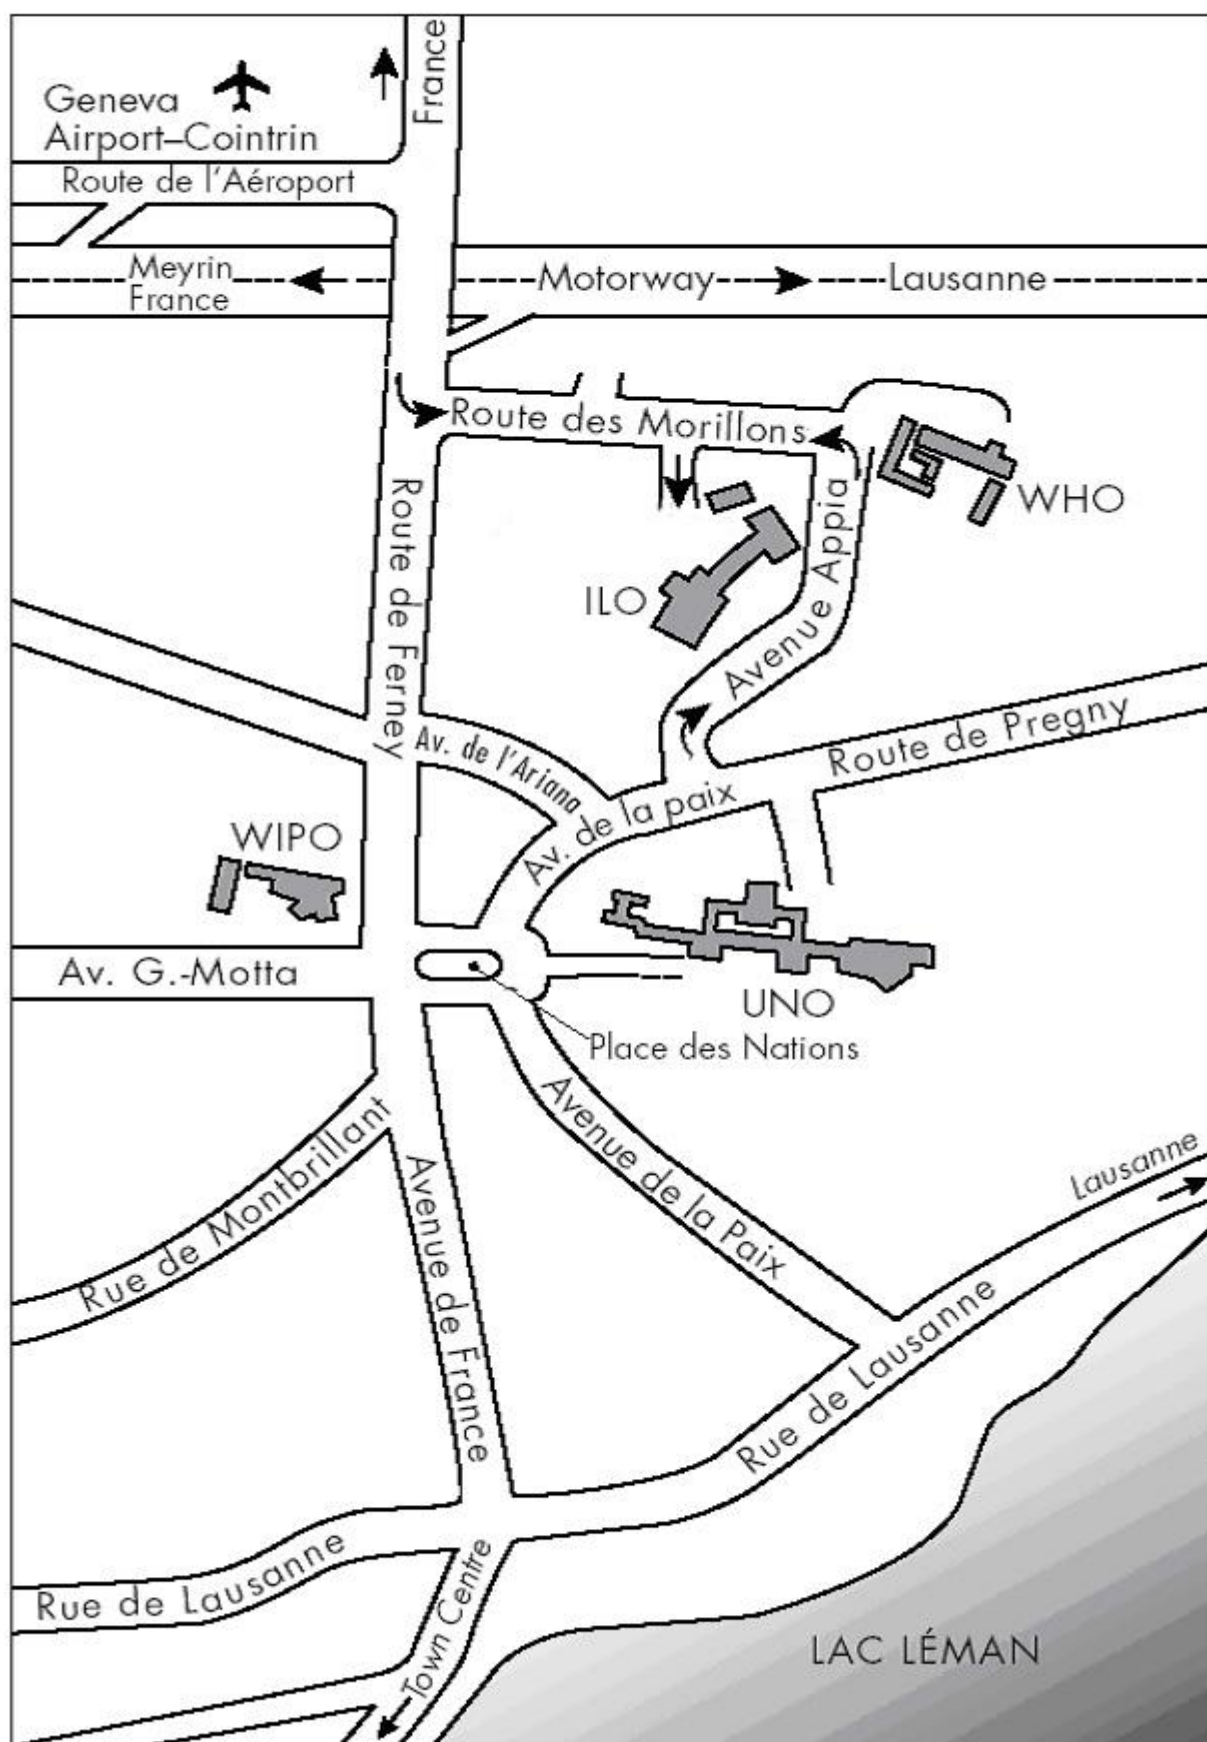 France
Geneva
Airport–Cointrin
Route de l'Aéroport
Meyrin
France
Motorway
Lausanne
Route des Morillons
WHO
Route de Ferney
Avenue Appia
ILO
Av. de l'Ariana
Route de Pregny
Av. de la paix
WIPO
Av. G.-Motta
UNO
Place des Nations
Avenue de la Paix
Rue de Montbrillant
Avenue de France
Lausanne
Rue de Lausanne
Rue de Lausanne
Town Centre
LAC LÉMAN